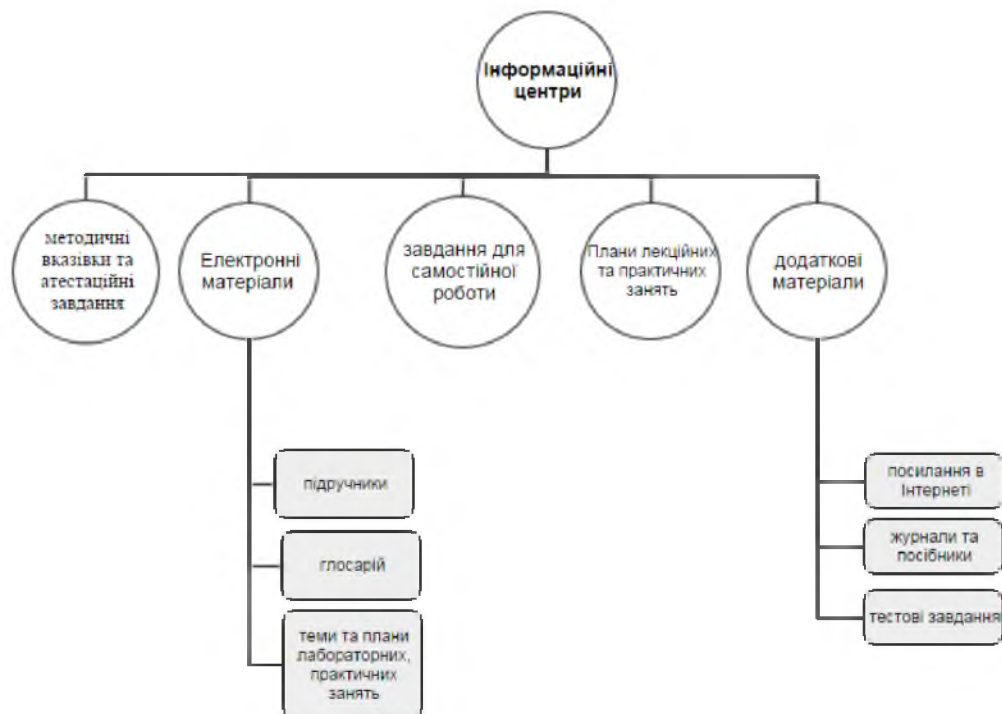 Інформаційні
центри
методичні
вказівки та
атестаційні
завдання
Електронні
матеріали
завдання для
самостійної
роботи
Плани лекційних
та практичних
занять
додаткові
матеріали
підручники
глосарій
теми та плани
лабораторних,
практичних
занять
посилання в
Інтернеті
журнали та
посібники
тестові завдання